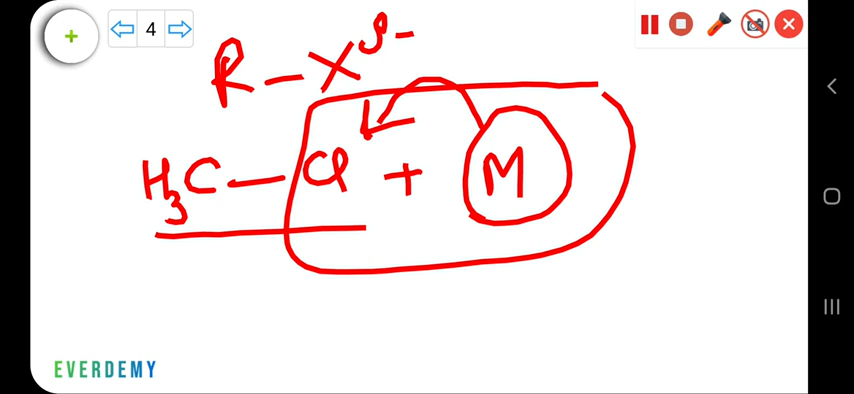 4
R – X δ-
H₃C – Cl + M
EVERDEMY